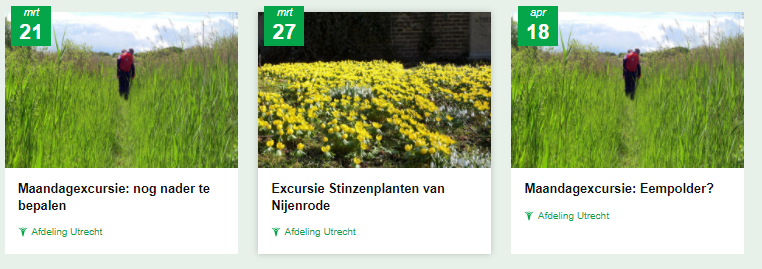 mrt
21
Maandagexcursie: nog nader te
bepalen
Afdeling Utrecht
mrt
27
Excursie Stinzenplanten van
Nijenrode
Afdeling Utrecht
apr
18
Maandagexcursie: Eempolder?
Afdeling Utrecht